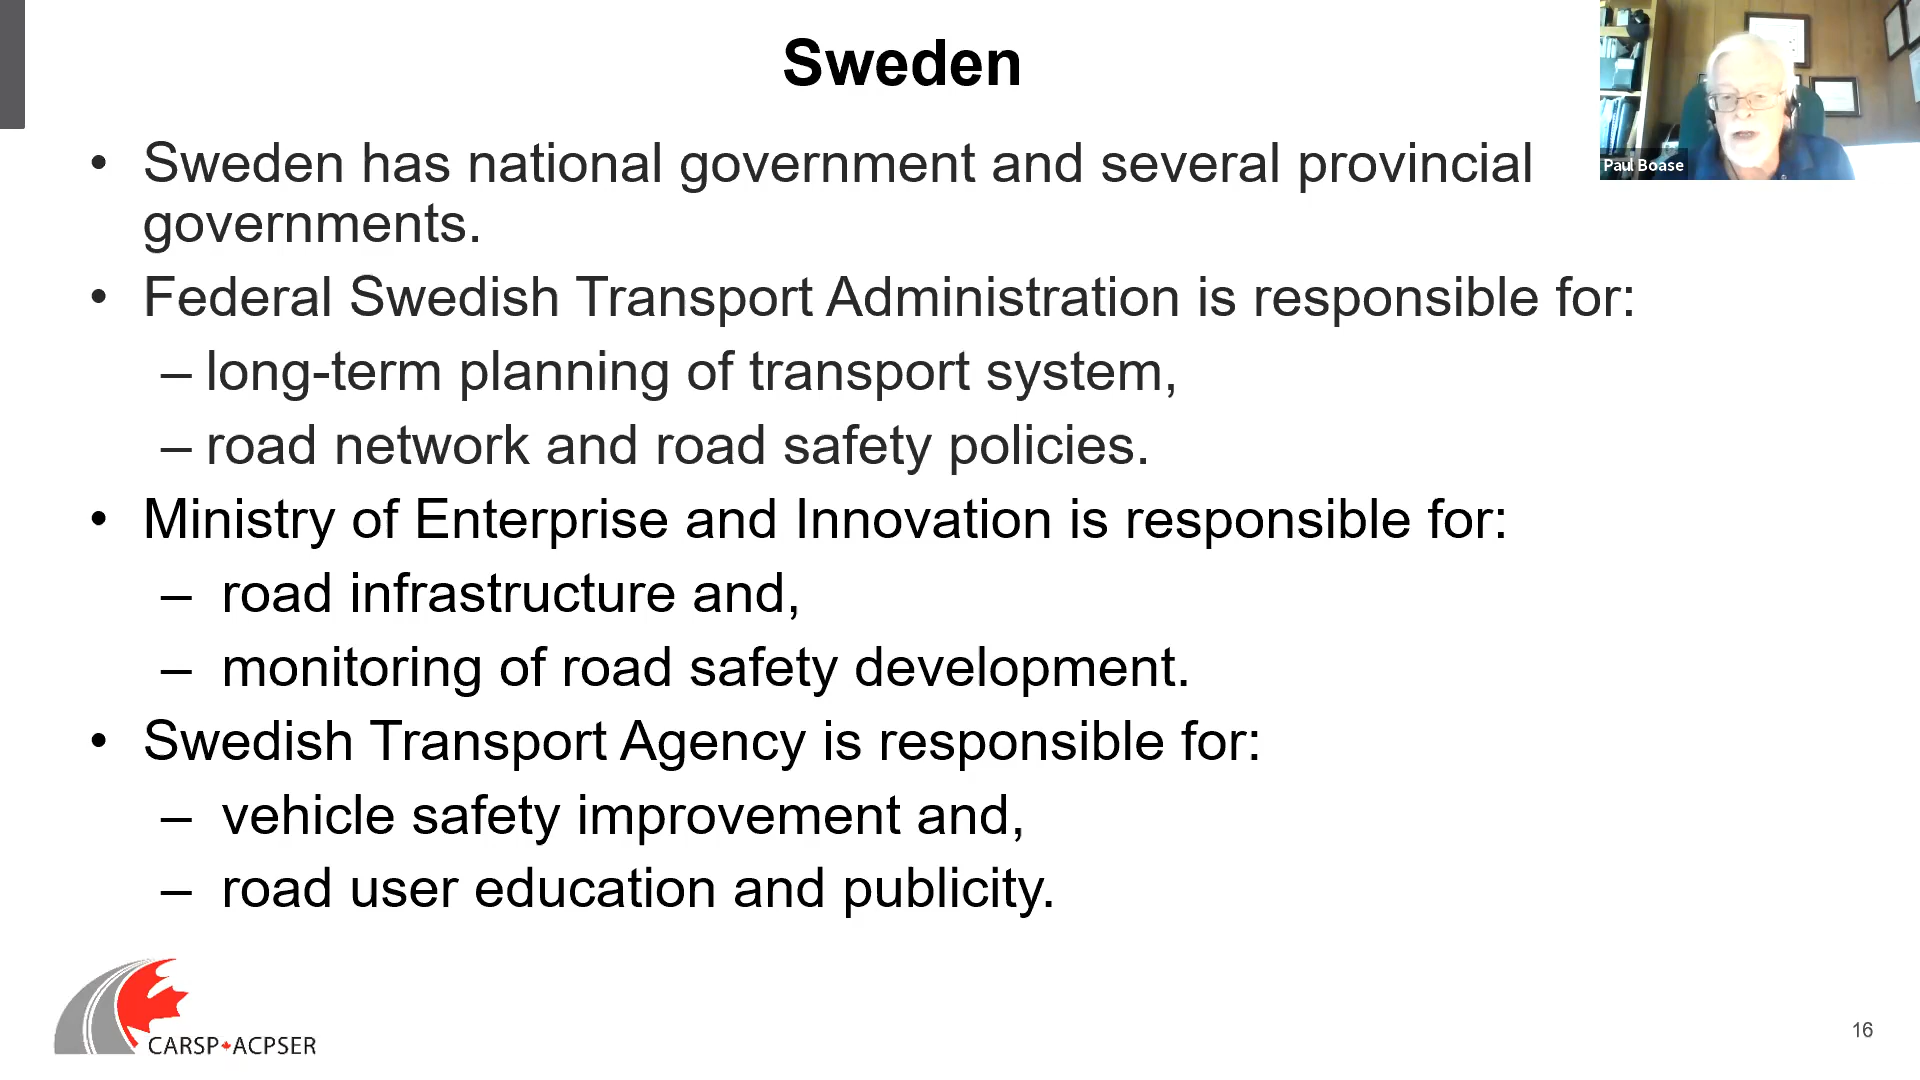 Sweden
Paul Boase
• Sweden has national government and several provincial
governments.
• Federal Swedish Transport Administration is responsible for:
– long-term planning of transport system,
– road network and road safety policies.
• Ministry of Enterprise and Innovation is responsible for:
– road infrastructure and,
– monitoring of road safety development.
• Swedish Transport Agency is responsible for:
– vehicle safety improvement and,
– road user education and publicity.
CARSP ACPSER
16